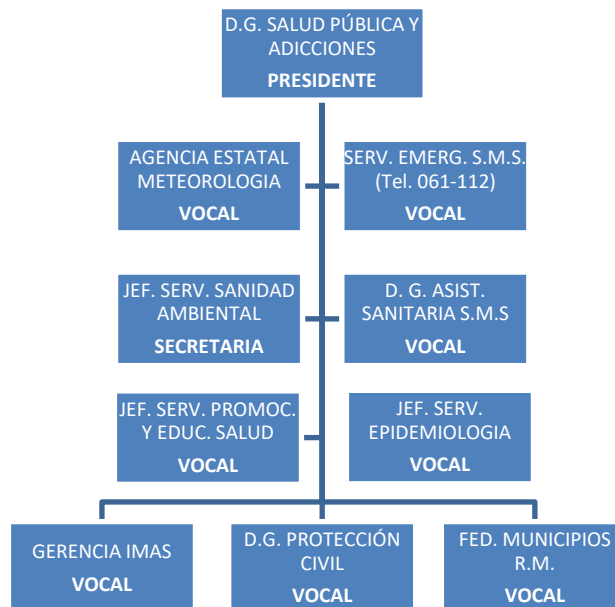 D.G. SALUD PÚBLICA Y
ADICCIONES
PRESIDENTE
AGENCIA ESTATAL
METEOROLOGIA
VOCAL
SERV. EMERG. S.M.S.
(Tel. 061-112)
VOCAL
JEF. SERV. SANIDAD
AMBIENTAL
SECRETARIA
D. G. ASIST.
SANITARIA S.M.S
VOCAL
JEF. SERV. PROMOC.
Y EDUC. SALUD
VOCAL
JEF. SERV.
EPIDEMIOLOGIA
VOCAL
GERENCIA IMAS
VOCAL
D.G. PROTECCIÓN
CIVIL
VOCAL
FED. MUNICIPIOS
R.M.
VOCAL